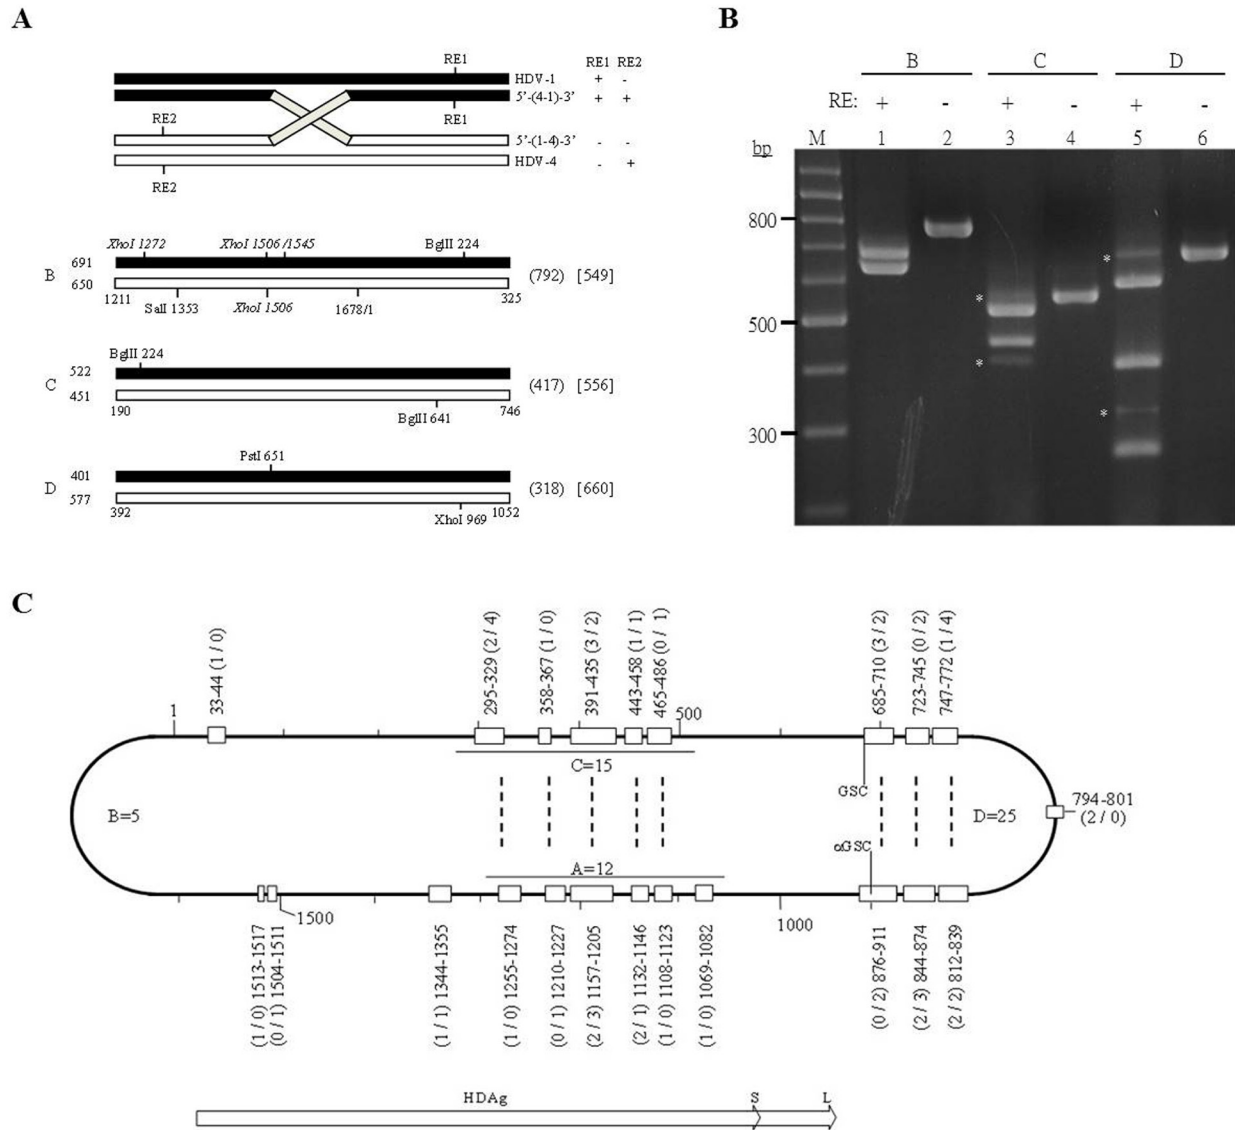 A
RE1
RE1 RE2
HDV-1 + -
5'-(4-1)-3' + +
RE2 RE1
5'-(1-4)-3' - -
HDV-4 - +
RE2
XhoI 1272 XhoI 1506 /1545 BglII 224
B 691 (792) [549]
650
1211 SalI 1353 XhoI 1506 1678/1 325
BglII 224
522
C 451 (417) [556]
190 BglII 641 746
PstI 651
401
D 577 (318) [660]
392 XhoI 969 1052
B
B C D
RE: + - + - + -
bp M 1 2 3 4 5 6
800
*
*
500
*
*
300
C
33-44 (1 / 0)
295-329 (2 / 4)
358-367 (1 / 0)
391-435 (3 / 2)
443-458 (1 / 1)
465-486 (0 / 1)
685-710 (3 / 2)
723-745 (0 / 2)
747-772 (1 / 4)
1
500
C=15
GSC
B=5
D=25
794-801
(2 / 0)
αGSC
A=12
1500
1000
(1 / 0) 1513-1517
(0 / 1) 1504-1511
(1 / 1) 1344-1355
(1 / 0) 1255-1274
(0 / 1) 1210-1227
(2 / 3) 1157-1205
(2 / 1) 1132-1146
(1 / 0) 1108-1123
(1 / 0) 1069-1082
(0 / 2) 876-911
(2 / 3) 844-874
(2 / 2) 812-839
HDAg S L